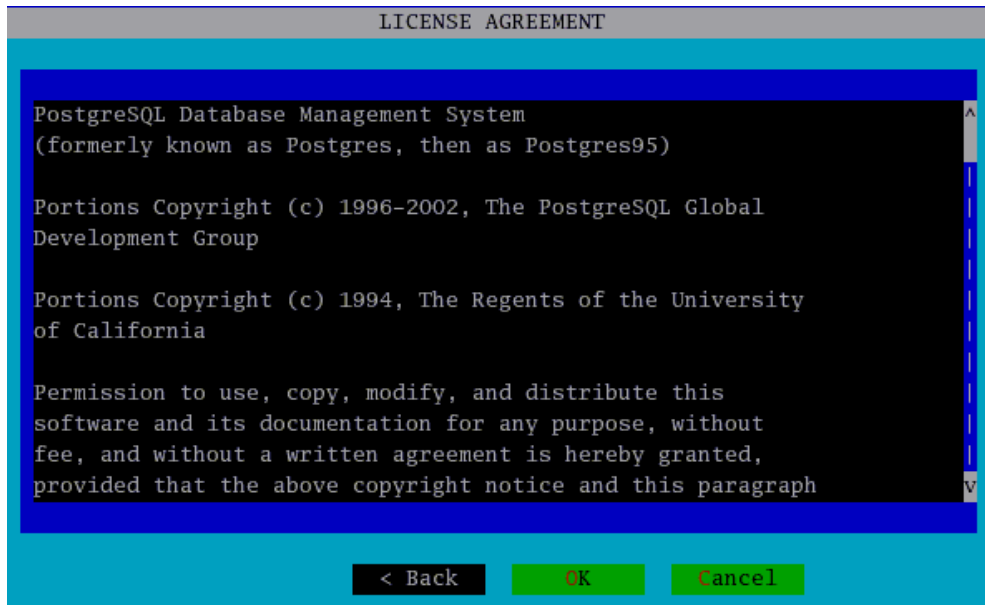 LICENSE AGREEMENT
PostgreSQL Database Management System
(formerly known as Postgres, then as Postgres95)
Portions Copyright (c) 1996-2002, The PostgreSQL Global
Development Group
Portions Copyright (c) 1994, The Regents of the University
of California
Permission to use, copy, modify, and distribute this
software and its documentation for any purpose, without
fee, and without a written agreement is hereby granted,
provided that the above copyright notice and this paragraph
< Back OK Cancel